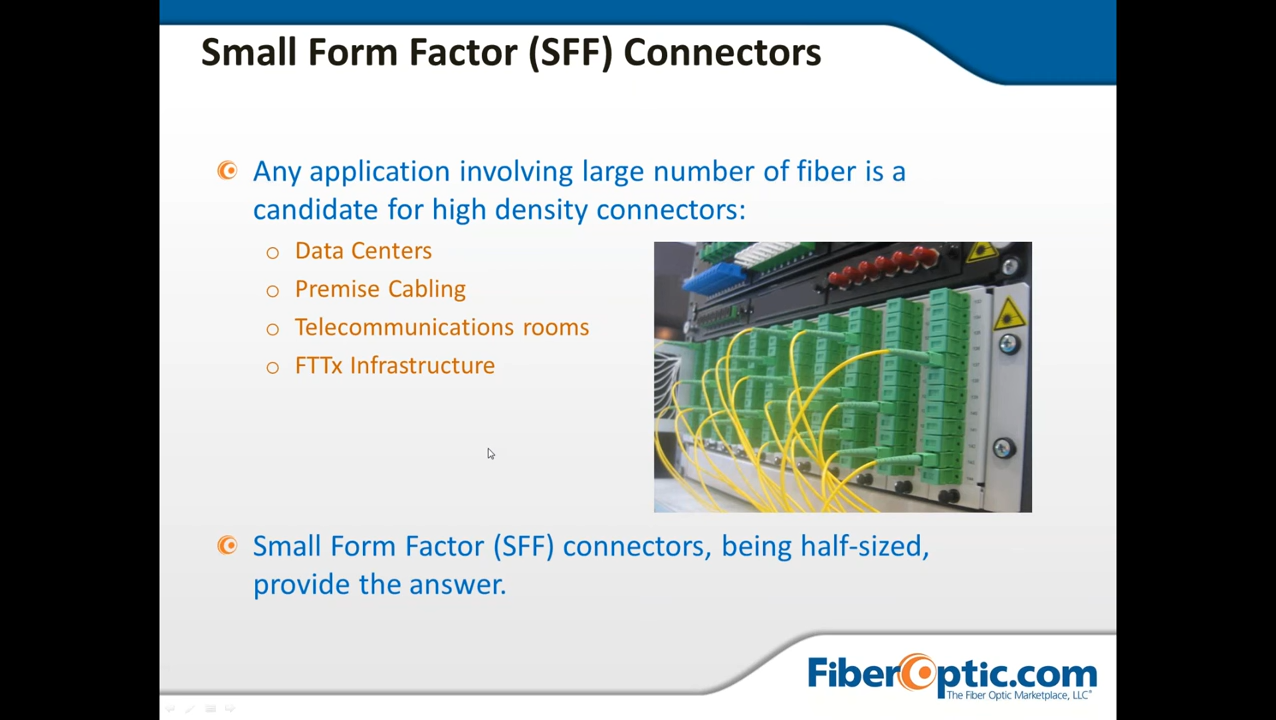 Small Form Factor (SFF) Connectors
Any application involving large number of fiber is a
candidate for high density connectors:
Data Centers
Premise Cabling
Telecommunications rooms
FTTx Infrastructure
Small Form Factor (SFF) connectors, being half-sized,
provide the answer.
FiberOptic.com
The Fiber Optic Marketplace, LLC®